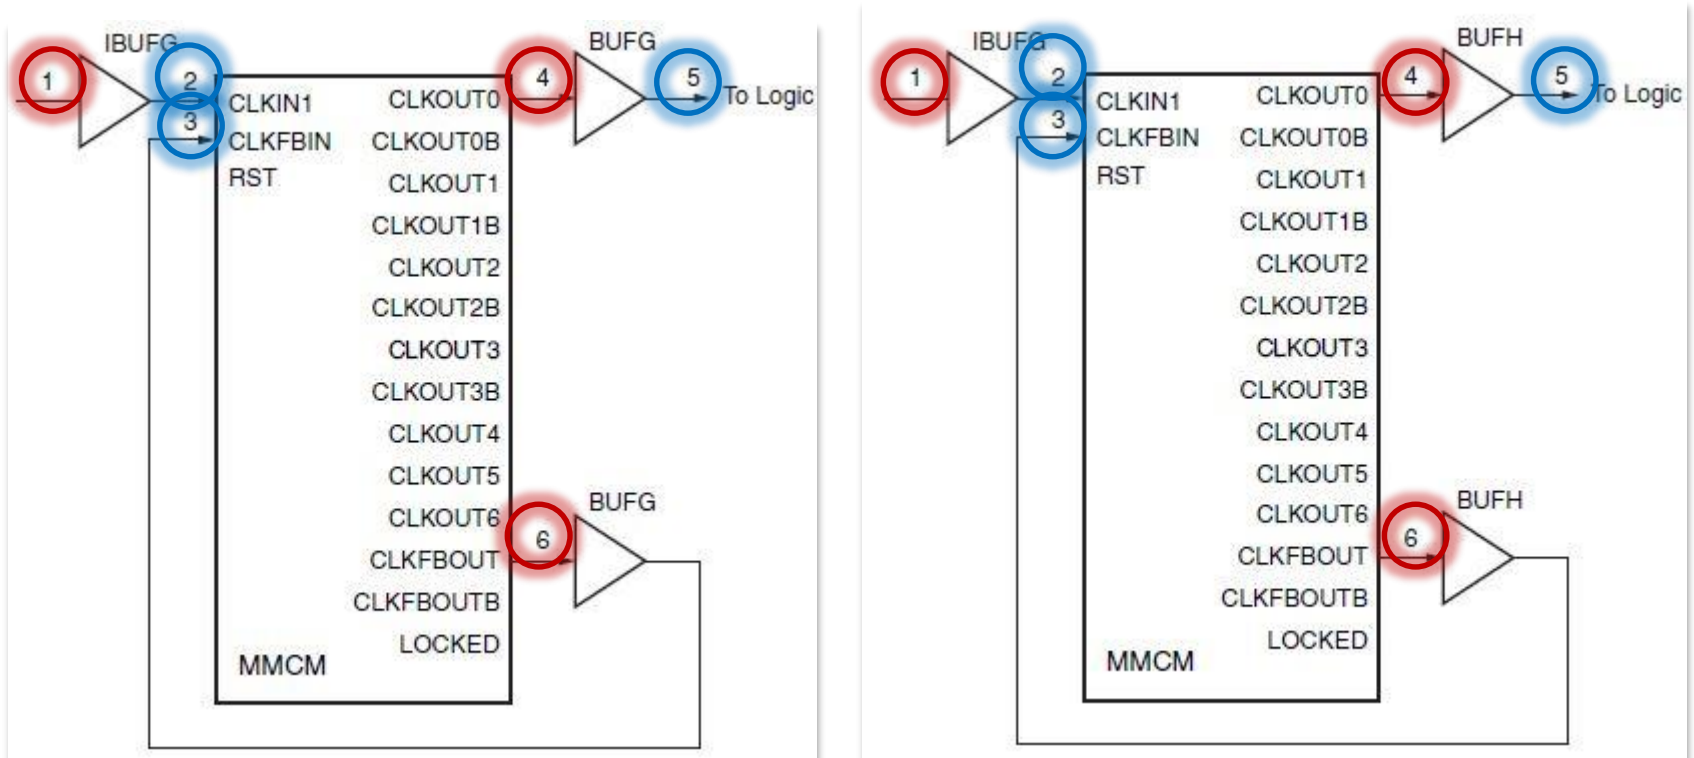 IBUFG
BUFG
1
2
4
5
To Logic
3
CLKIN1
CLKFBIN
RST
CLKOUT0
CLKOUT0B
CLKOUT1
CLKOUT1B
CLKOUT2
CLKOUT2B
CLKOUT3
CLKOUT3B
CLKOUT4
CLKOUT5
CLKOUT6
CLKFBOUT
CLKFBOUTB
LOCKED
MMCM
BUFG
6
IBUFG
BUFH
1
2
4
5
To Logic
3
CLKIN1
CLKFBIN
RST
CLKOUT0
CLKOUT0B
CLKOUT1
CLKOUT1B
CLKOUT2
CLKOUT2B
CLKOUT3
CLKOUT3B
CLKOUT4
CLKOUT5
CLKOUT6
CLKFBOUT
CLKFBOUTB
LOCKED
MMCM
BUFH
6